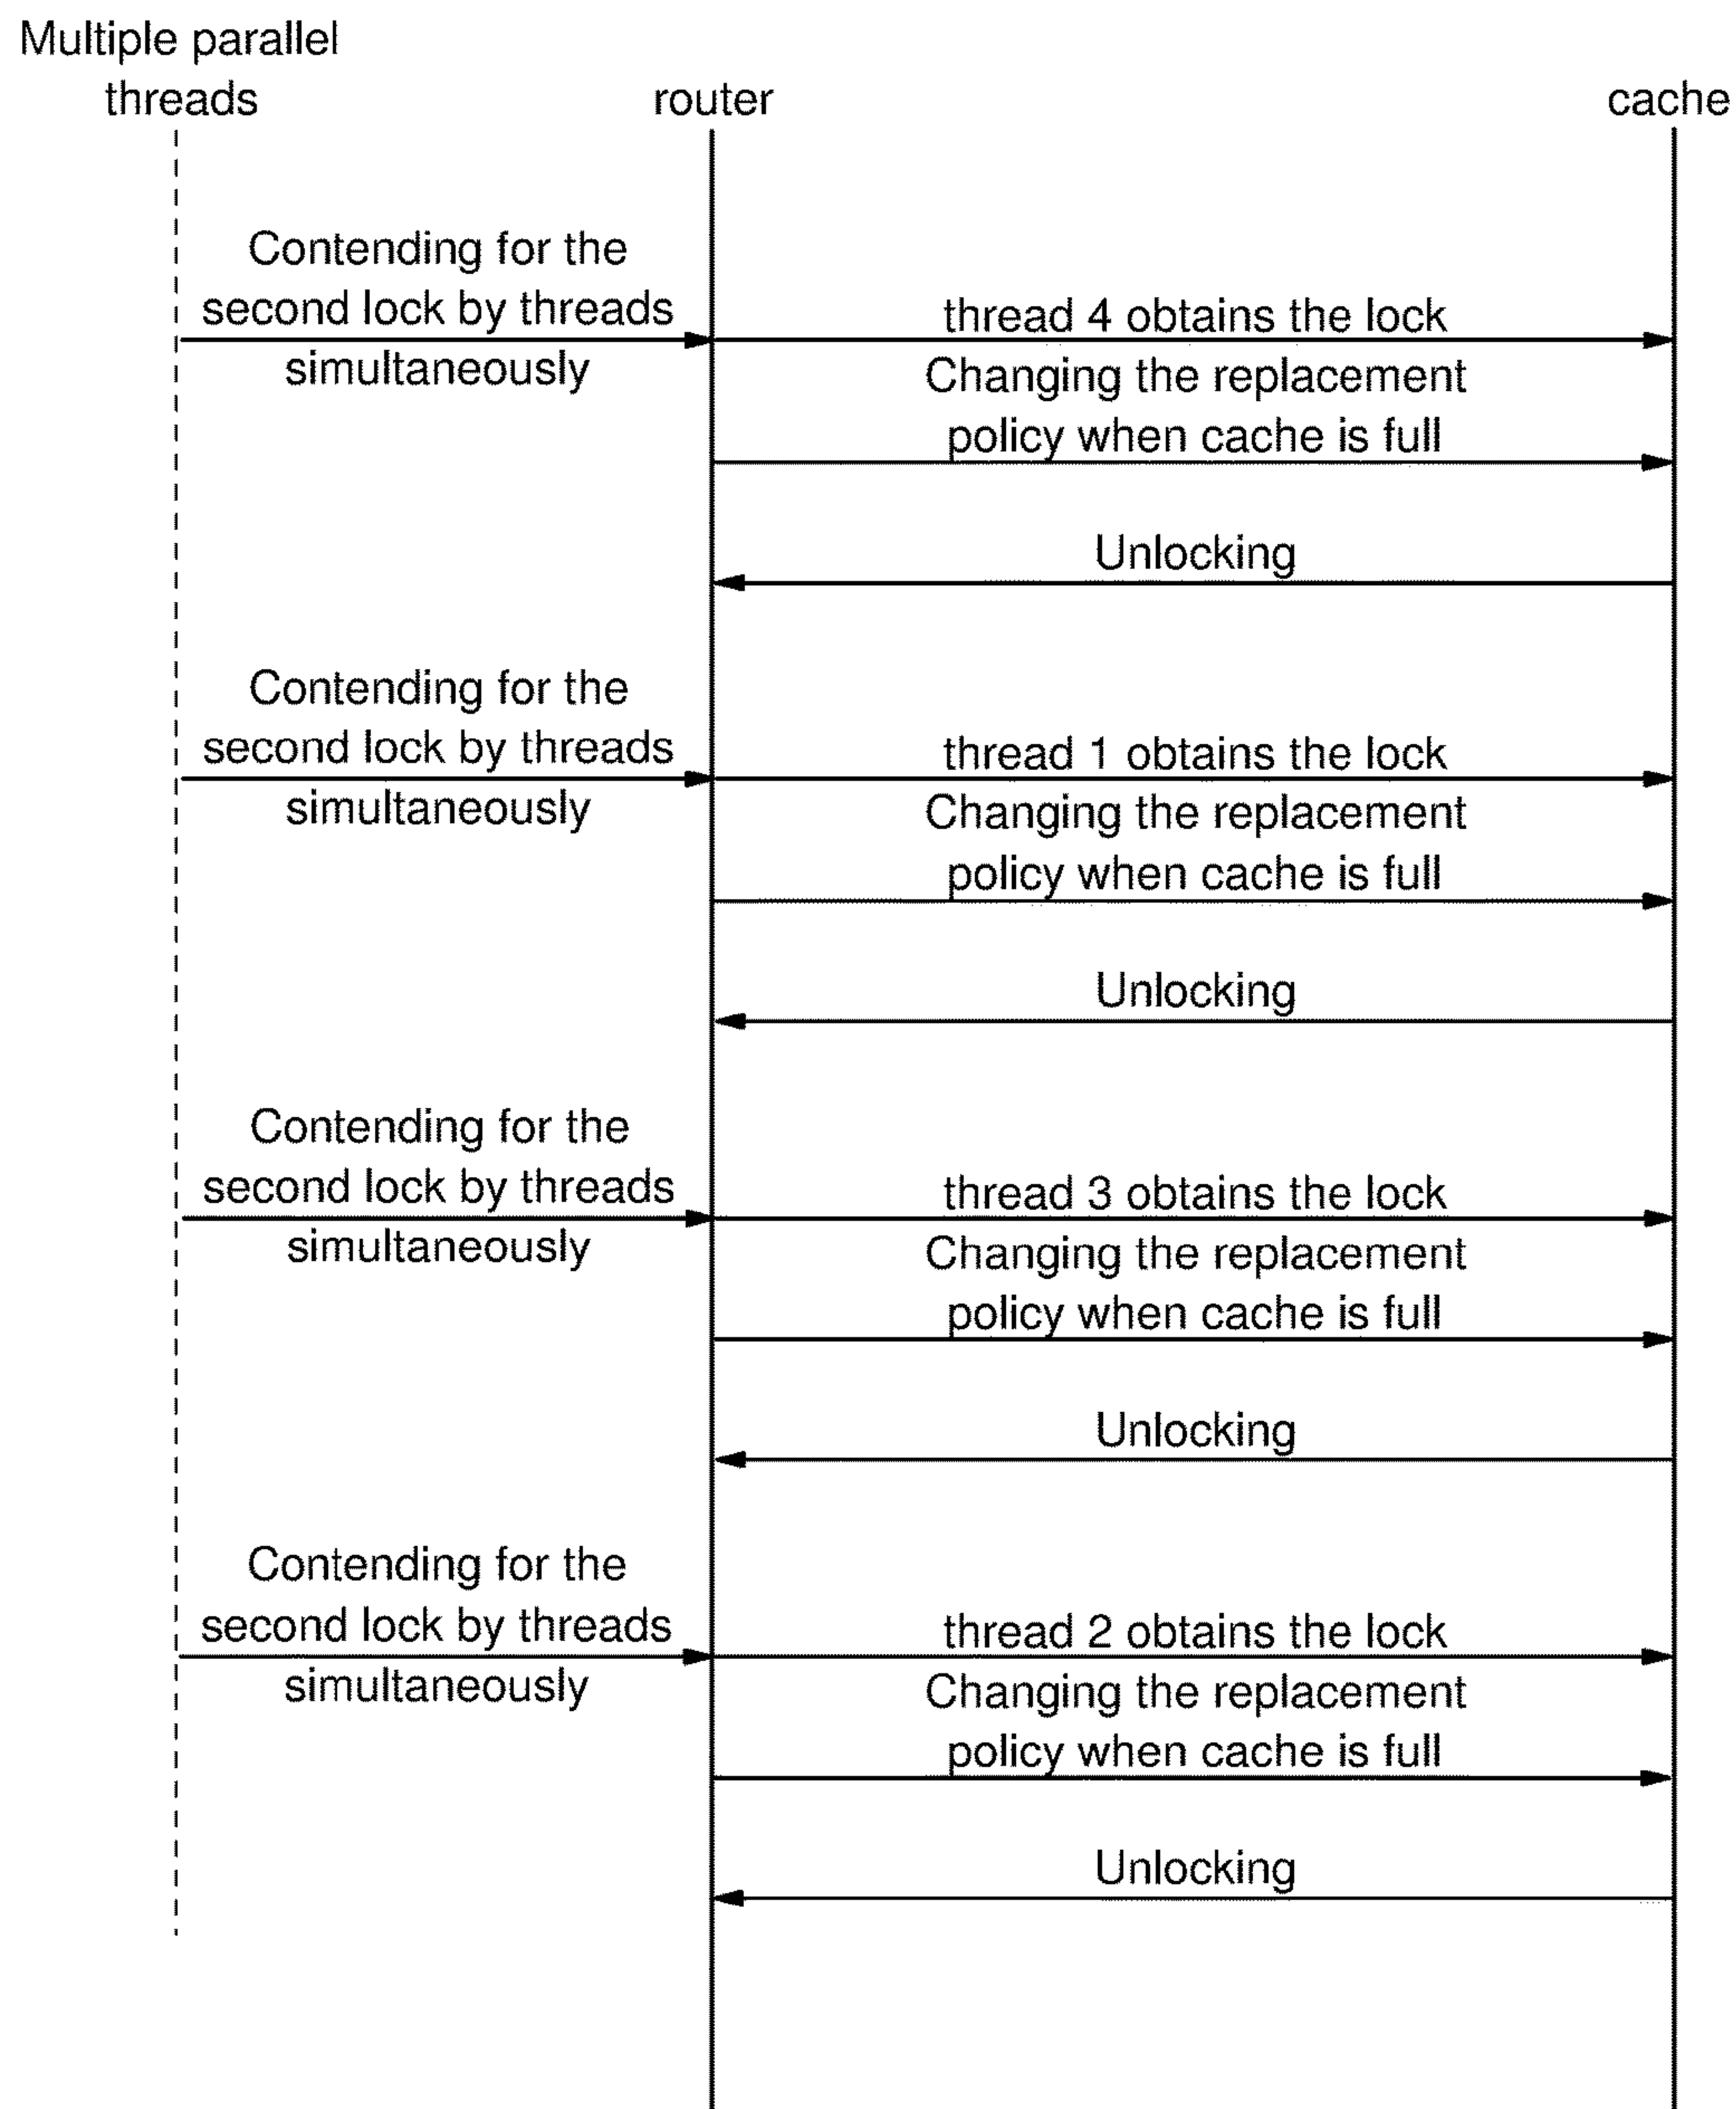 Multiple parallel
threads
router
cache
Contending for the
second lock by threads
simultaneously
thread 4 obtains the lock
Changing the replacement
policy when cache is full
Unlocking
Contending for the
second lock by threads
simultaneously
thread 1 obtains the lock
Changing the replacement
policy when cache is full
Unlocking
Contending for the
second lock by threads
simultaneously
thread 3 obtains the lock
Changing the replacement
policy when cache is full
Unlocking
Contending for the
second lock by threads
simultaneously
thread 2 obtains the lock
Changing the replacement
policy when cache is full
Unlocking